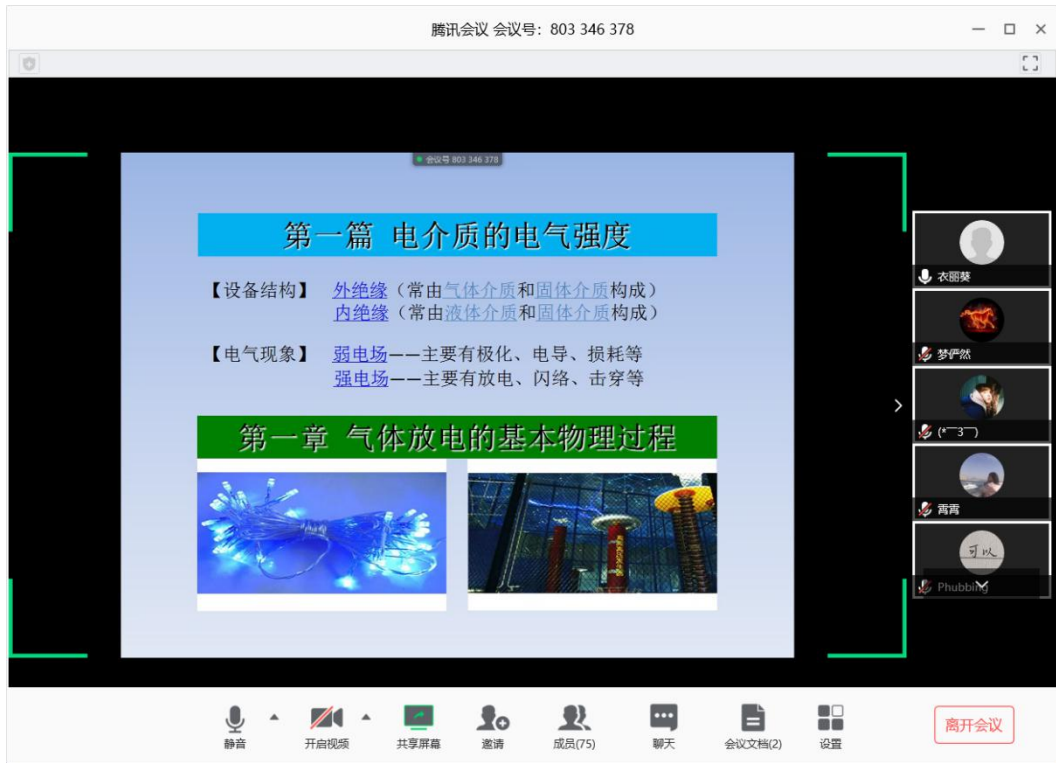 腾讯会议 会议号：803 346 378
会议号 803 346 378
第一篇 电介质的电气强度
【设备结构】 外绝缘（常由气体介质和固体介质构成）
内绝缘（常由液体介质和固体介质构成）
【电气现象】 弱电场——主要有极化、电导、损耗等
强电场——主要有放电、闪络、击穿等
第一章 气体放电的基本物理过程
衣丽葵
梦俨然
(*￣3￣)
霄霄
可以
Phubbing
静音
开启视频
共享屏幕
邀请
成员(75)
聊天
会议文档(2)
设置
离开会议